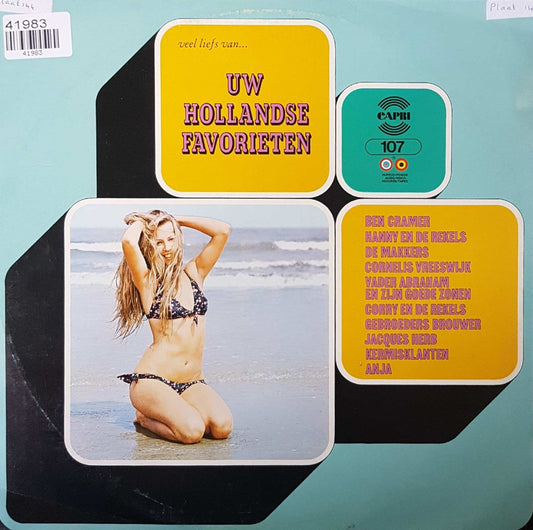 41983
41983
Plaat
veel liefs van...
UW
HOLLANDSE
FAVORIETEN
CAPRI
107
BEN CRAMER
HANNY EN DE REKELS
DE MAKKERS
CORNELIS VREESWIJK
VADER ABRAHAM
EN ZIJN GOEDE ZONEN
CORRY EN DE REKELS
GEBROEDERS BROUWER
JACQUES HERB
KERMISKLANTEN
ANJA